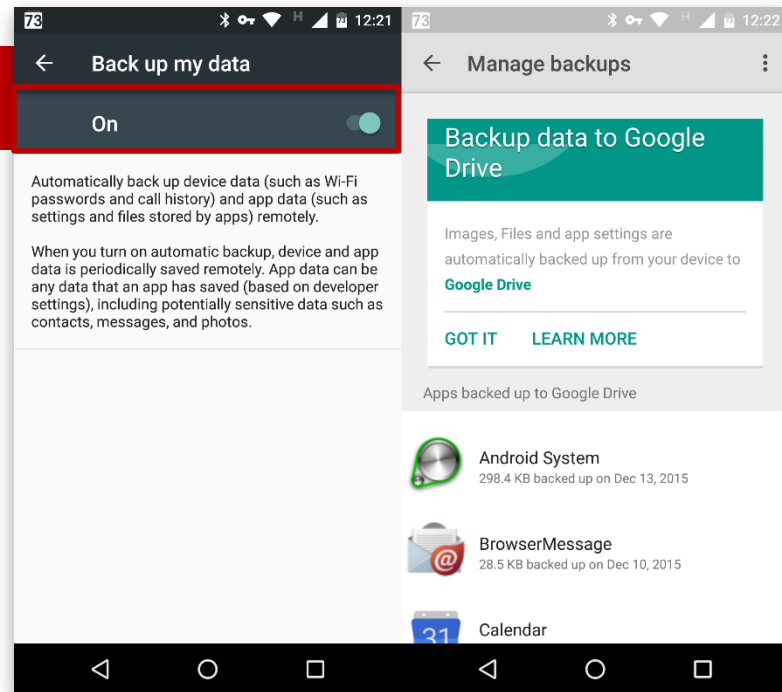 73
H
12:21
Back up my data
On
Automatically back up device data (such as Wi-Fi
passwords and call history) and app data (such as
settings and files stored by apps) remotely.
When you turn on automatic backup, device and app
data is periodically saved remotely. App data can be
any data that an app has saved (based on developer
settings), including potentially sensitive data such as
contacts, messages, and photos.
73
H
12:22
Manage backups
Backup data to Google
Drive
Images, Files and app settings are
automatically backed up from your device to
Google Drive
GOT IT LEARN MORE
Apps backed up to Google Drive
Android System
298.4 KB backed up on Dec 13, 2015
BrowserMessage
28.5 KB backed up on Dec 10, 2015
31
Calendar